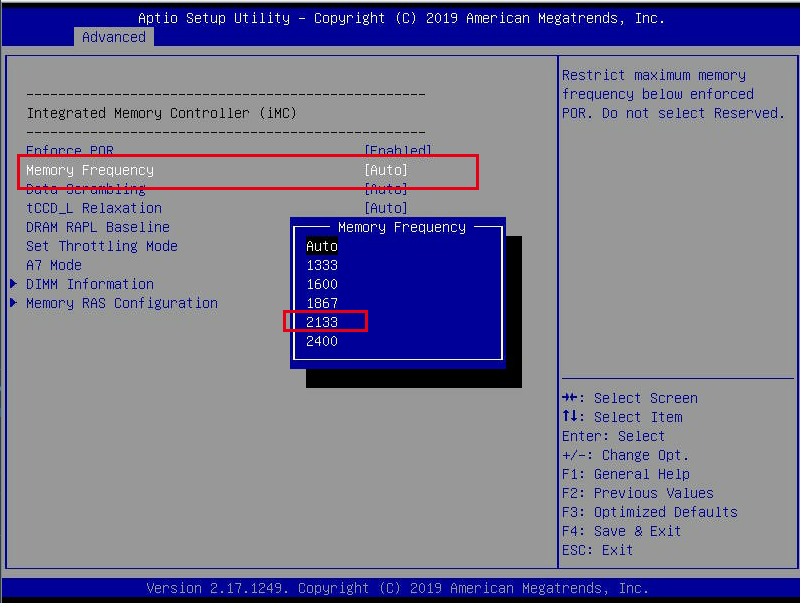 Aptio Setup Utility – Copyright (C) 2019 American Megatrends, Inc.
Advanced
--------------------------------------------------
Integrated Memory Controller (iMC)
--------------------------------------------------
Enforce POR [Enabled]
Memory Frequency [Auto]
Data Scrambling [Auto]
tCCD_L Relaxation [Auto]
DRAM RAPL Baseline
Set Throttling Mode
A7 Mode
DIMM Information
Memory RAS Configuration
Memory Frequency
Auto
1333
1600
1867
2133
2400
Restrict maximum memory
frequency below enforced
POR. Do not select Reserved.
→←: Select Screen
↑↓: Select Item
Enter: Select
+/-: Change Opt.
F1: General Help
F2: Previous Values
F3: Optimized Defaults
F4: Save & Exit
ESC: Exit
Version 2.17.1249. Copyright (C) 2019 American Megatrends, Inc.